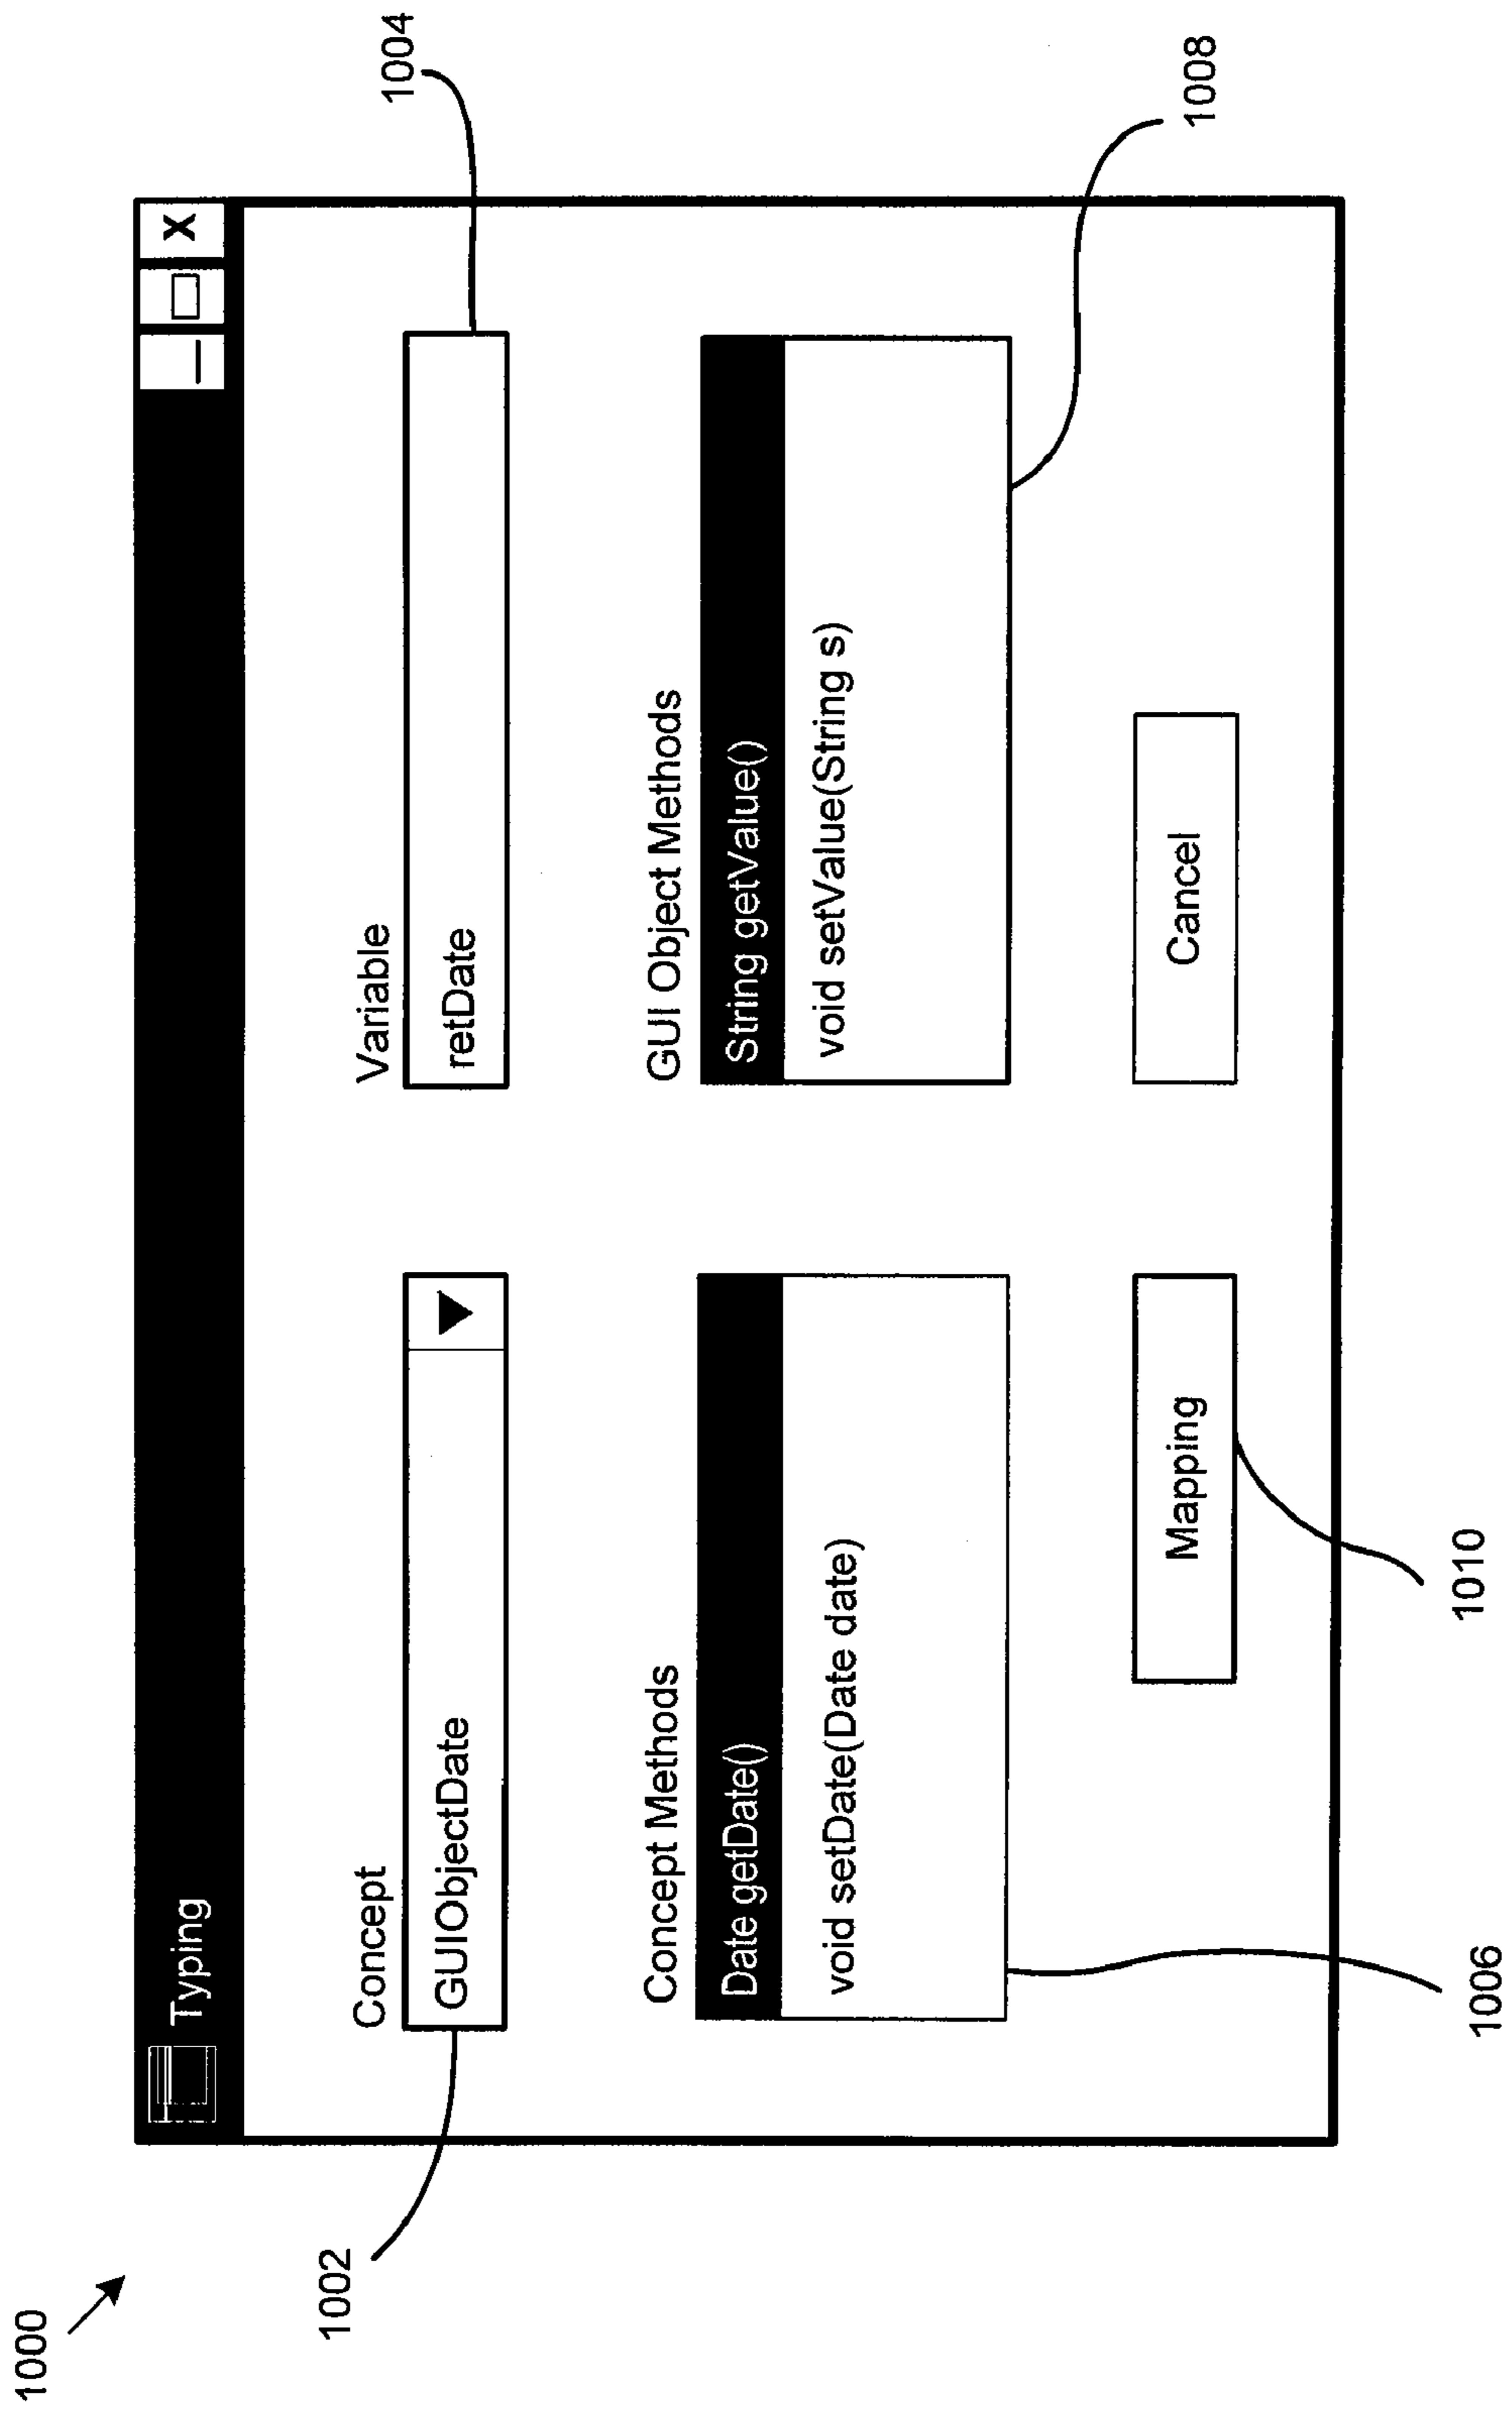 1000
Typing
X
Concept
Variable
1002
GUIObjectDate
retDate
1004
Concept Methods
GUI Object Methods
Date getDate()
String getValue()
void setDate(Date date)
void setValue(String s)
1006
1008
Mapping
Cancel
1010